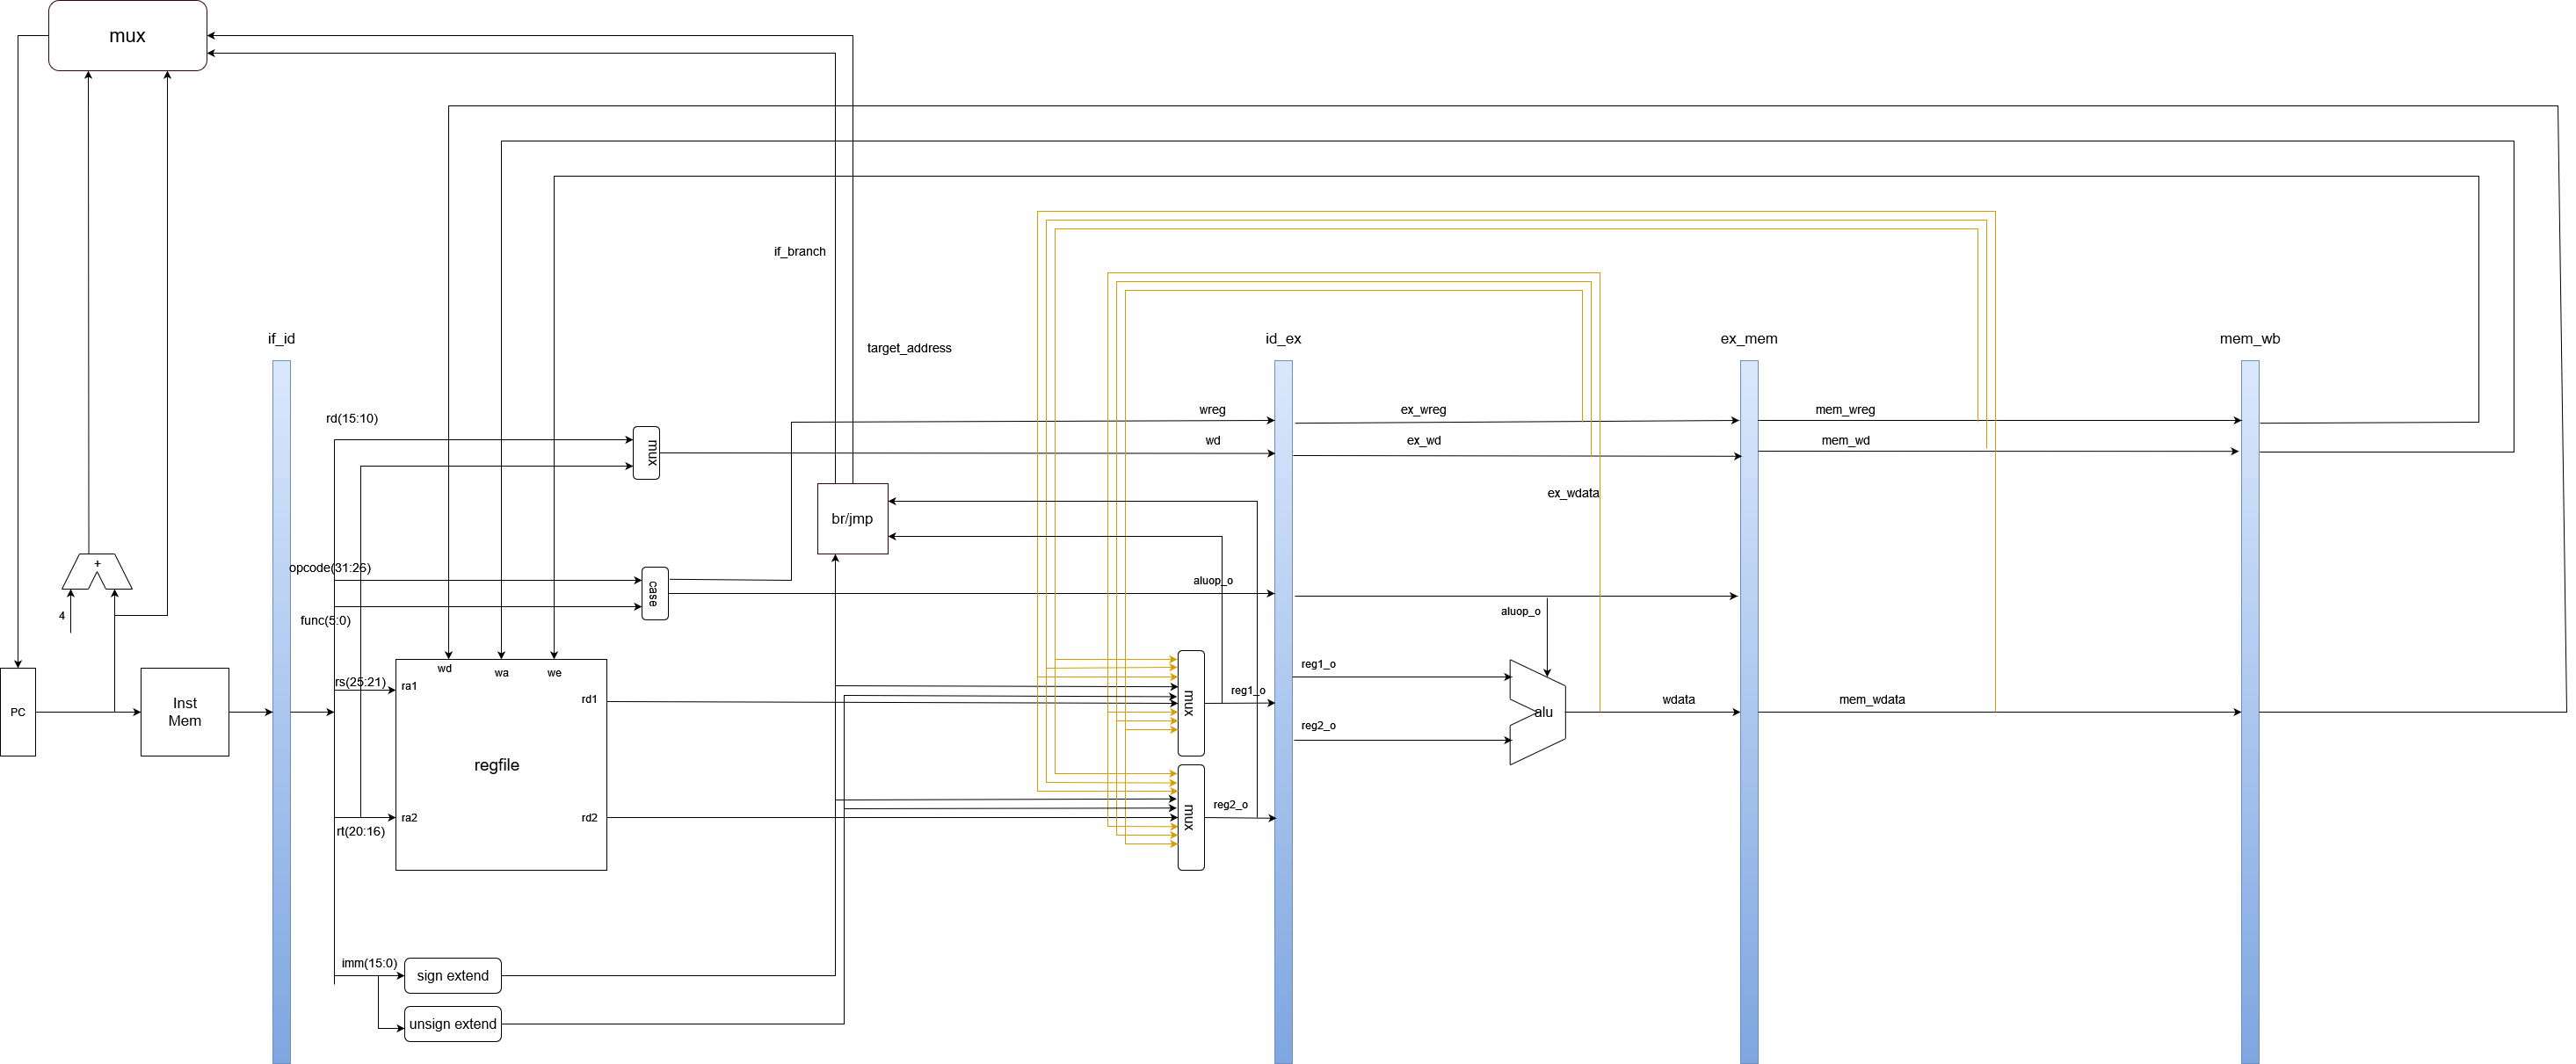 mux
if_branch
target_address
if_id
id_ex
ex_mem
mem_wb
rd(15:10)
mux
wreg
ex_wreg
mem_wreg
wd
ex_wd
mem_wd
ex_wdata
br/jmp
+
4
opcode(31:26)
func(5:0)
case
aluop_o
aluop_o
PC
Inst
Mem
rs(25:21)
rt(20:16)
wd
wa
we
ra1
rd1
regfile
ra2
rd2
mux
reg1_o
mux
reg2_o
reg1_o
reg2_o
alu
wdata
mem_wdata
imm(15:0)
sign extend
unsign extend